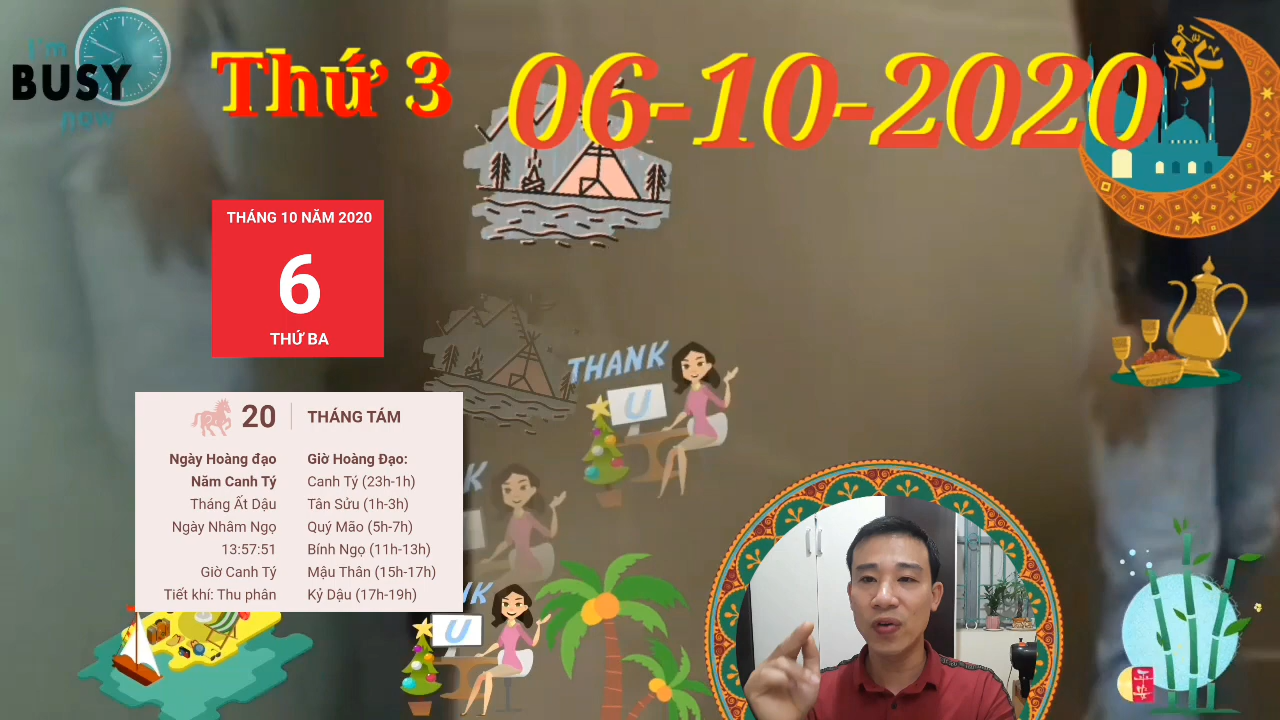 I'm
BUSY
now
Thứ 3 06-10-2020
THÁNG 10 NĂM 2020
6
THỨ BA
20 THÁNG TÁM
Ngày Hoàng đạo
Năm Canh Tý
Tháng Ất Dậu
Ngày Nhâm Ngọ
13:57:51
Giờ Canh Tý
Tiết khí: Thu phân
Giờ Hoàng Đạo:
Canh Tý (23h-1h)
Tân Sửu (1h-3h)
Quý Mão (5h-7h)
Bính Ngọ (11h-13h)
Mậu Thân (15h-17h)
Kỷ Dậu (17h-19h)
THANK
U
K
NK
U